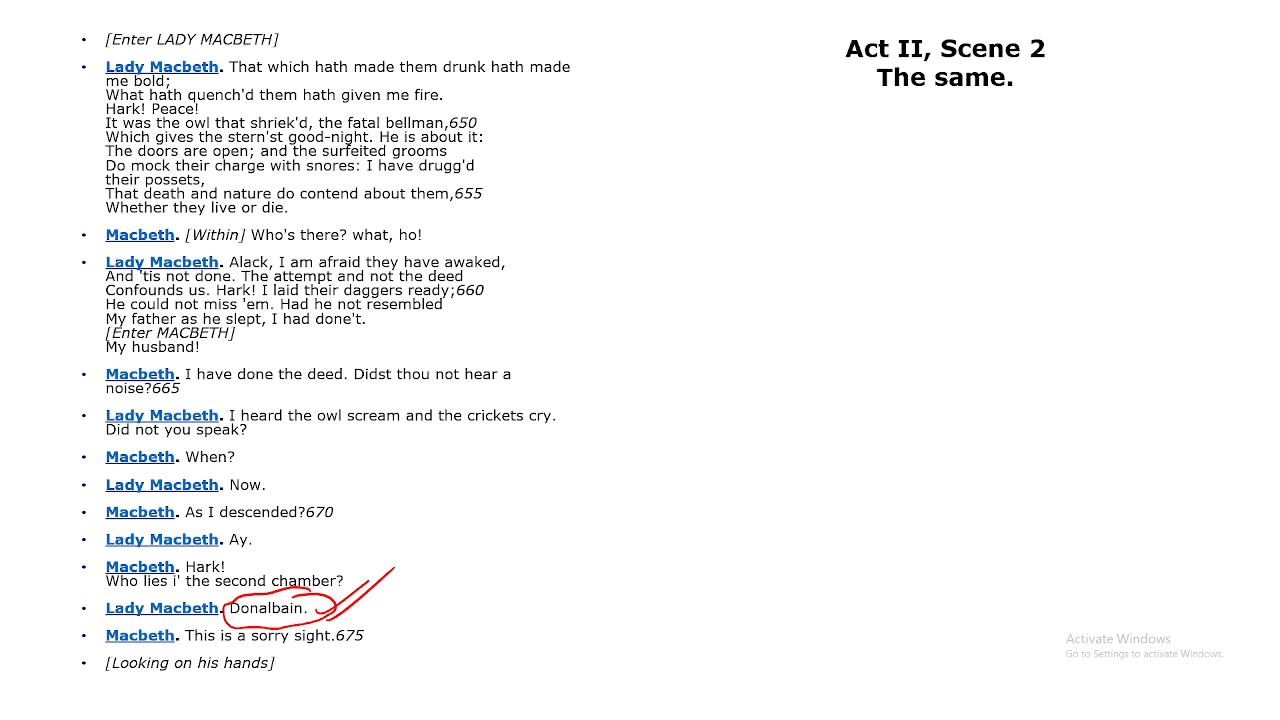 • [Enter LADY MACBETH]
• Lady Macbeth. That which hath made them drunk hath made
me bold;
What hath quench'd them hath given me fire.
Hark! Peace!
It was the owl that shriek'd, the fatal bellman,650
Which gives the stern'st good-night. He is about it:
The doors are open; and the surfeited grooms
Do mock their charge with snores: I have drugg'd
their possets,
That death and nature do contend about them,655
Whether they live or die.
• Macbeth. [Within] Who's there? what, ho!
• Lady Macbeth. Alack, I am afraid they have awaked,
And 'tis not done. The attempt and not the deed
Confounds us. Hark! I laid their daggers ready;660
He could not miss 'em. Had he not resembled
My father as he slept, I had done't.
[Enter MACBETH]
My husband!
• Macbeth. I have done the deed. Didst thou not hear a
noise?665
• Lady Macbeth. I heard the owl scream and the crickets cry.
Did not you speak?
• Macbeth. When?
• Lady Macbeth. Now.
• Macbeth. As I descended?670
• Lady Macbeth. Ay.
• Macbeth. Hark!
Who lies i' the second chamber?
• Lady Macbeth. Donalbain.
• Macbeth. This is a sorry sight.675
• [Looking on his hands]
Act II, Scene 2
The same.
Activate Windows
Go to Settings to activate Windows.